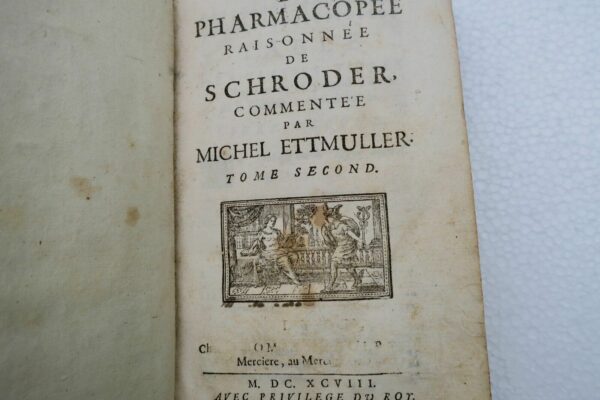 PHARMACOPÉE
RAISONNÉE
DE
SCHRODER,
COMMENTÉE
PAR
MICHEL ETTMULLER.
TOME SECOND.
Merciere, au
M. DC. XCVIII.
AVEC PRIVILEGE DU ROY.